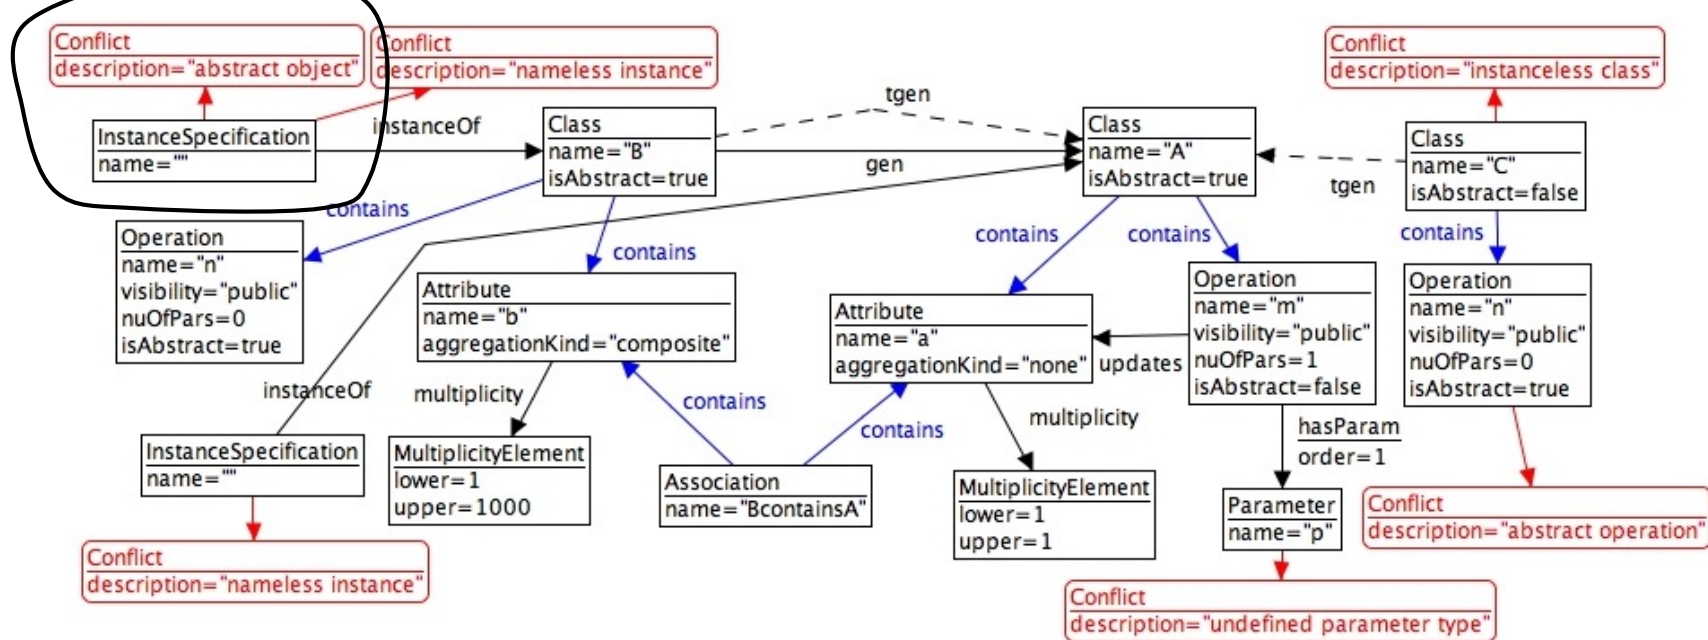 Conflict
description="abstract object"
Conflict
description="nameless instance"
Conflict
description="instanceless class"
InstanceSpecification
name=""
instanceOf
Class
name="B"
isAbstract=true
tgen
gen
Class
name="A"
isAbstract=true
tgen
Class
name="C"
isAbstract=false
contains
Operation
name="n"
visibility="public"
nuOfPars=0
isAbstract=true
contains
Attribute
name="b"
aggregationKind="composite"
contains
contains
Attribute
name="a"
aggregationKind="none"
updates
Operation
name="m"
visibility="public"
nuOfPars=1
isAbstract=false
contains
Operation
name="n"
visibility="public"
nuOfPars=0
isAbstract=true
instanceOf
multiplicity
contains
contains
multiplicity
hasParam
order=1
InstanceSpecification
name=""
MultiplicityElement
lower=1
upper=1000
Association
name="BcontainsA"
MultiplicityElement
lower=1
upper=1
Parameter
name="p"
Conflict
description="abstract operation"
Conflict
description="nameless instance"
Conflict
description="undefined parameter type"